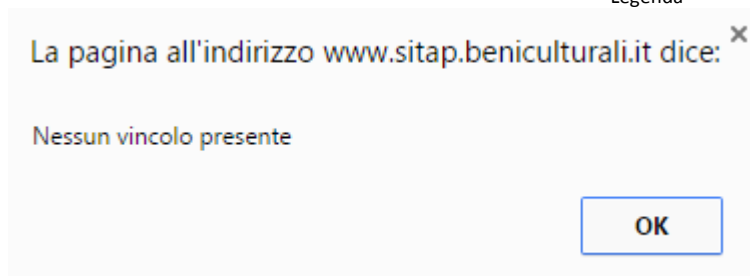 Legenda
La pagina all'indirizzo www.sitap.beniculturali.it dice:
Nessun vincolo presente
OK